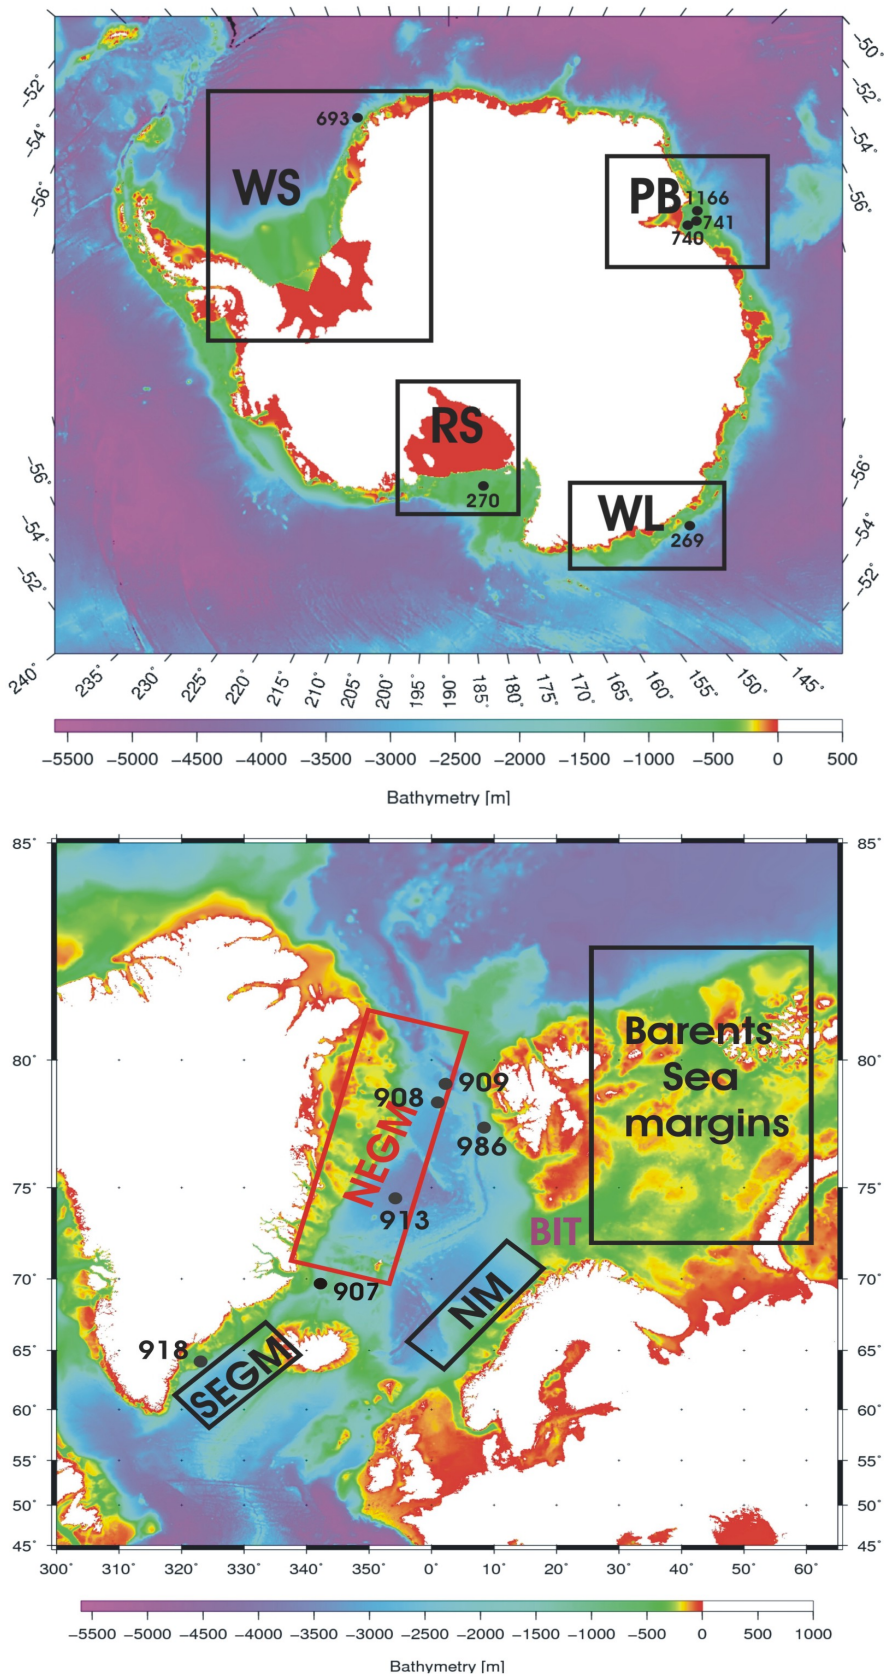 -50°
-52°
-52°
-54°
-54°
-56°
-56°
693
WS
PB
1166
741
740
RS
270
WL
269
-56°
-54°
-52°
-56°
-54°
-52°
240° 235° 230° 225° 220° 215° 210° 205° 200° 195° 190° 185° 180° 175° 170° 165° 160° 155° 150° 145°
−5500 −5000 −4500 −4000 −3500 −3000 −2500 −2000 −1500 −1000 −500 0 500
Bathymetry [m]
85° 85°
80° 80°
75° 75°
70° 70°
65° 65°
60° 60°
55° 55°
50° 50°
45° 45°
Barents
Sea
margins
909
908
NEGM
986
913
BIT
907
NM
918
SEGM
300° 310° 320° 330° 340° 350° 0° 10° 20° 30° 40° 50° 60°
−5500 −5000 −4500 −4000 −3500 −3000 −2500 −2000 −1500 −1000 −500 0 500 1000
Bathymetry [m]